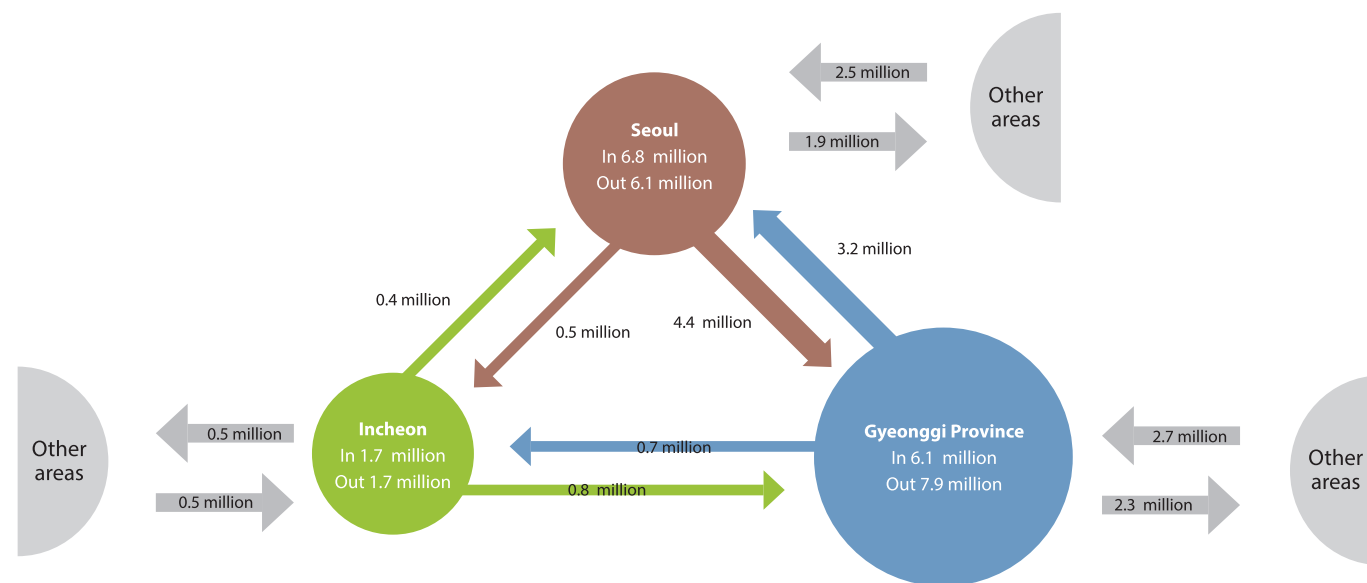 2.5 million
Other
areas
1.9 million
Seoul
In 6.8 million
Out 6.1 million
3.2 million
0.4 million
0.5 million
4.4 million
Other
areas
0.5 million
0.5 million
Incheon
In 1.7 million
Out 1.7 million
0.7 million
0.8 million
Gyeonggi Province
In 6.1 million
Out 7.9 million
2.7 million
2.3 million
Other
areas